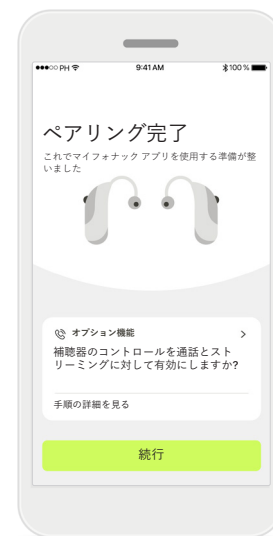 PH 9:41 AM 100 %
ペアリング完了
これでマイフォナック アプリを使用する準備が整
いました
オプション機能
補聴器のコントロールを通話とスト
リーミングに対して有効にしますか?
手順の詳細を見る
続行